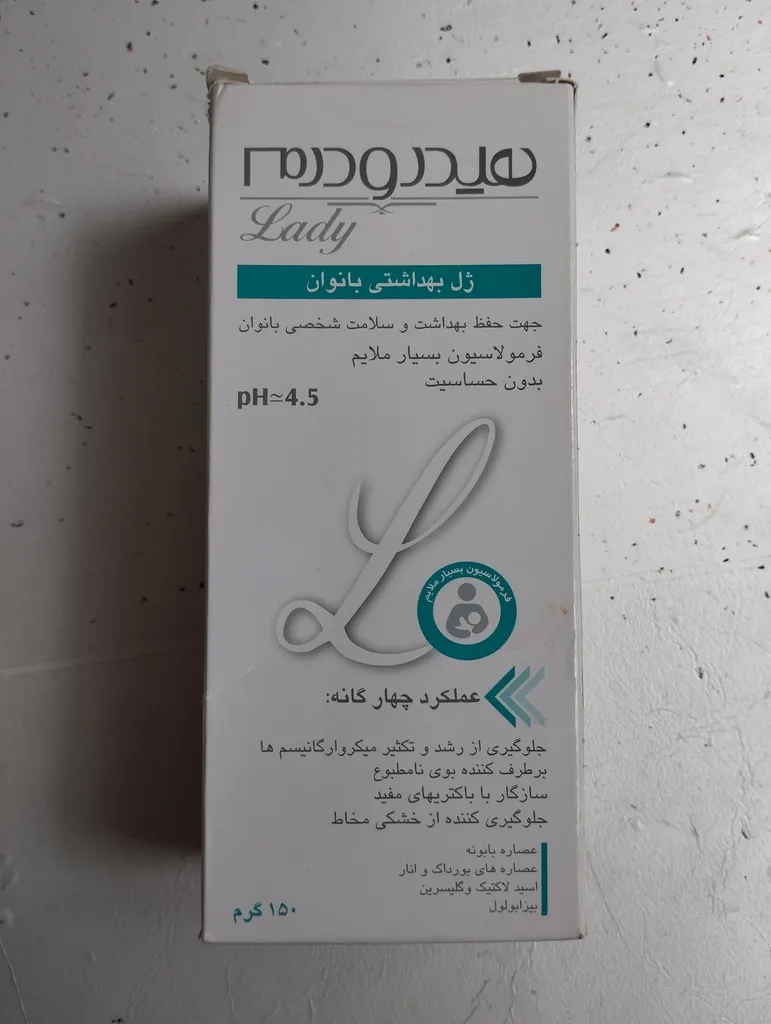 هیدرودرم
Lady
ژل بهداشتی بانوان
جهت حفظ بهداشت و سلامت شخصی بانوان
فرمولاسیون بسیار ملایم
بدون حساسیت
pH≃4.5
فرمولاسیون بسیار ملایم
عملکرد چهار گانه:
جلوگیری از رشد و تکثیر میکروارگانیسم ها
برطرف کننده بوی نامطبوع
سازگار با باکتریهای مفید
جلوگیری کننده از خشکی مخاط
عصاره بابونه
عصاره های بورداک و انار
اسید لاکتیک وگلیسرین
بیزابولول
۱۵۰ گرم